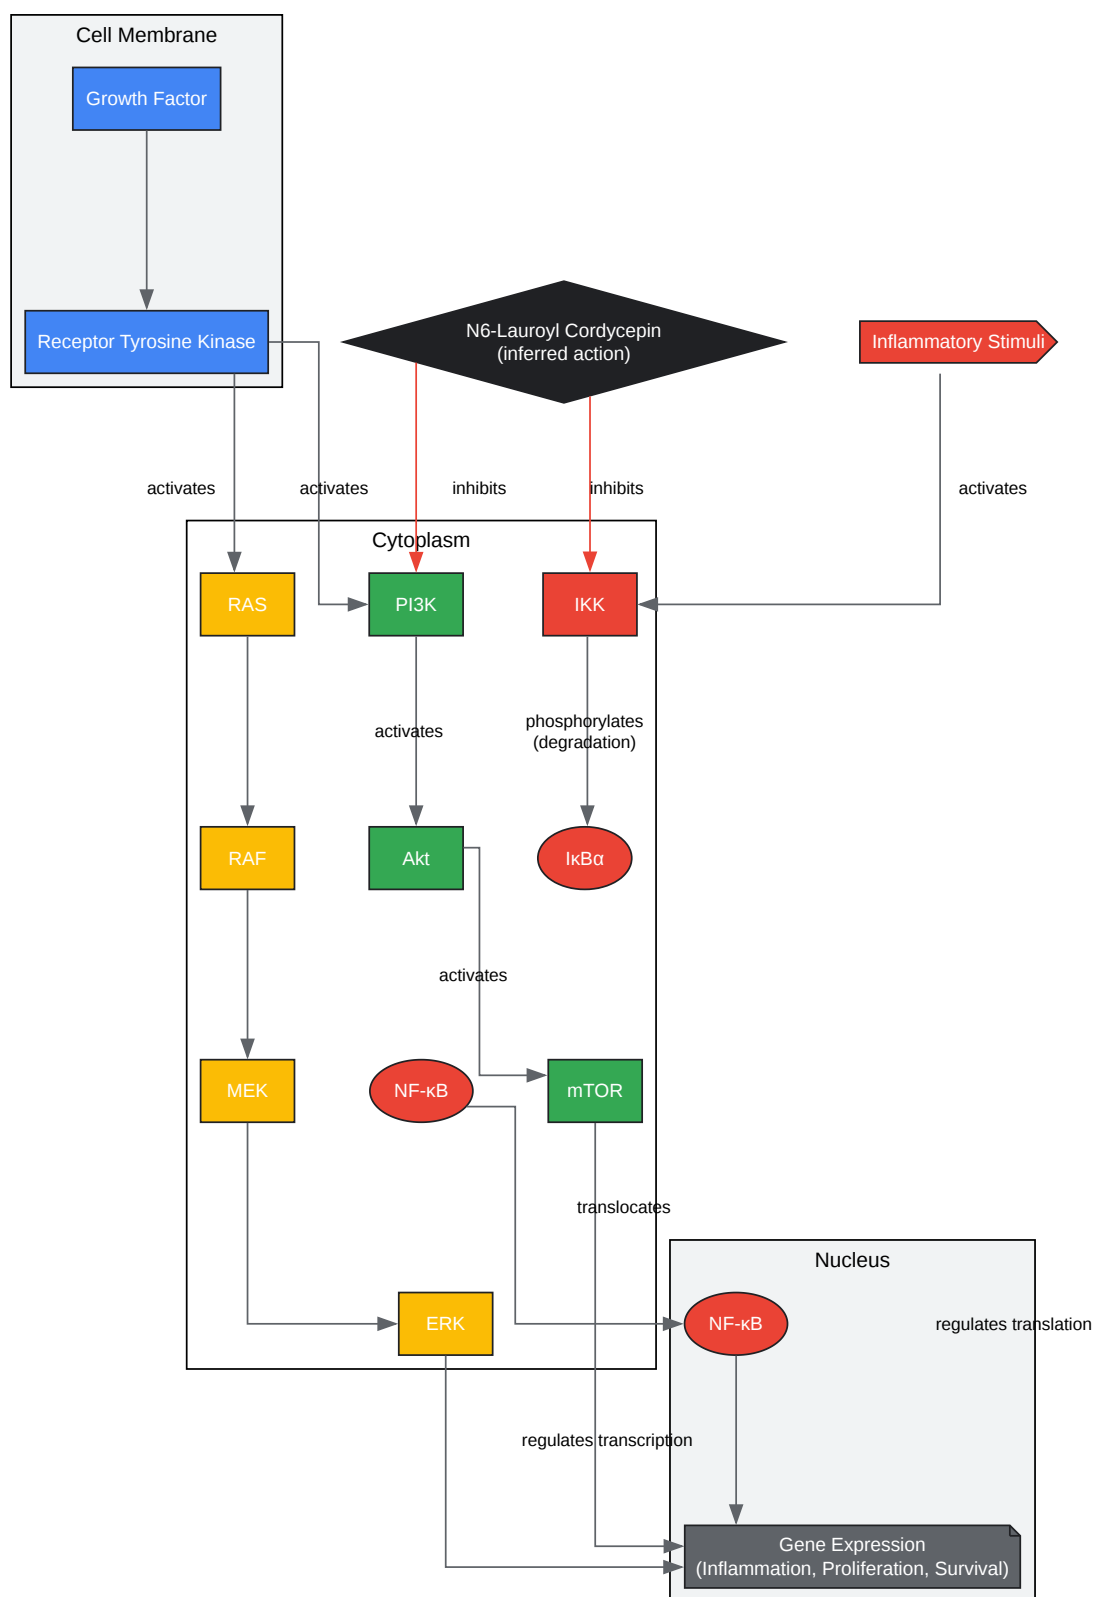 Cell Membrane
Growth Factor
Receptor Tyrosine Kinase
N6-Lauroyl Cordycepin
(inferred action)
Inflammatory Stimuli
activates
activates
inhibits
inhibits
activates
Cytoplasm
RAS
PI3K
IKK
activates
phosphorylates
(degradation)
RAF
Akt
IκBα
activates
MEK
NF-κB
mTOR
translocates
Nucleus
ERK
NF-κB
regulates translation
regulates transcription
Gene Expression
(Inflammation, Proliferation, Survival)